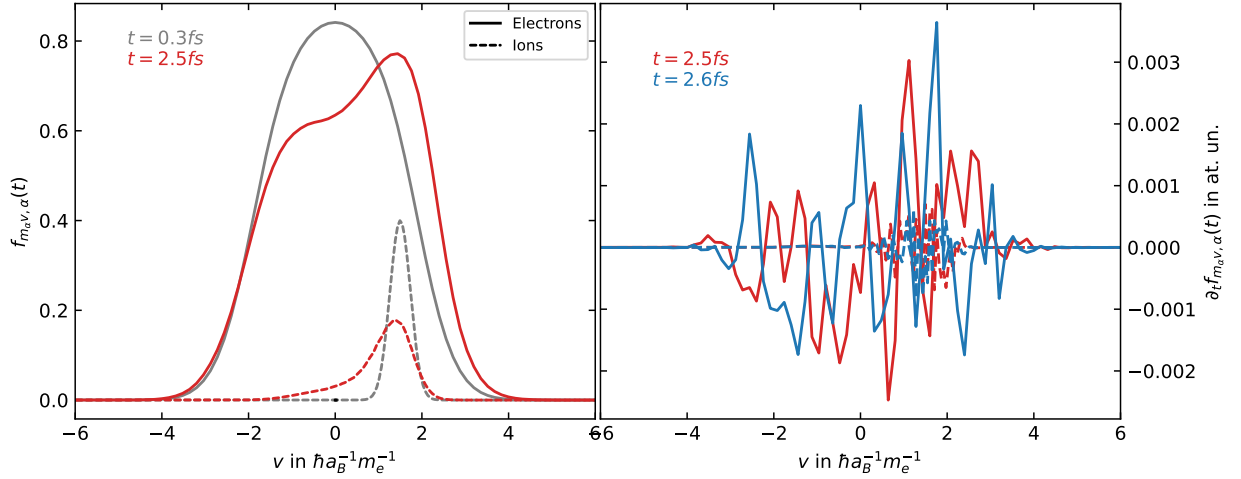 t = 0.3fs
t = 2.5fs
Electrons
Ions
0.8
0.6
0.4
0.2
0.0
f_{m_α v, α}(t)
−6 −4 −2 0 2 4 6
v in ħa_B^{−1}m_e^{−1}
t = 2.5fs
t = 2.6fs
0.003
0.002
0.001
0.000
−0.001
−0.002
∂_t f_{m_α v, α}(t) in at. un.
−6 −4 −2 0 2 4 6
v in ħa_B^{−1}m_e^{−1}